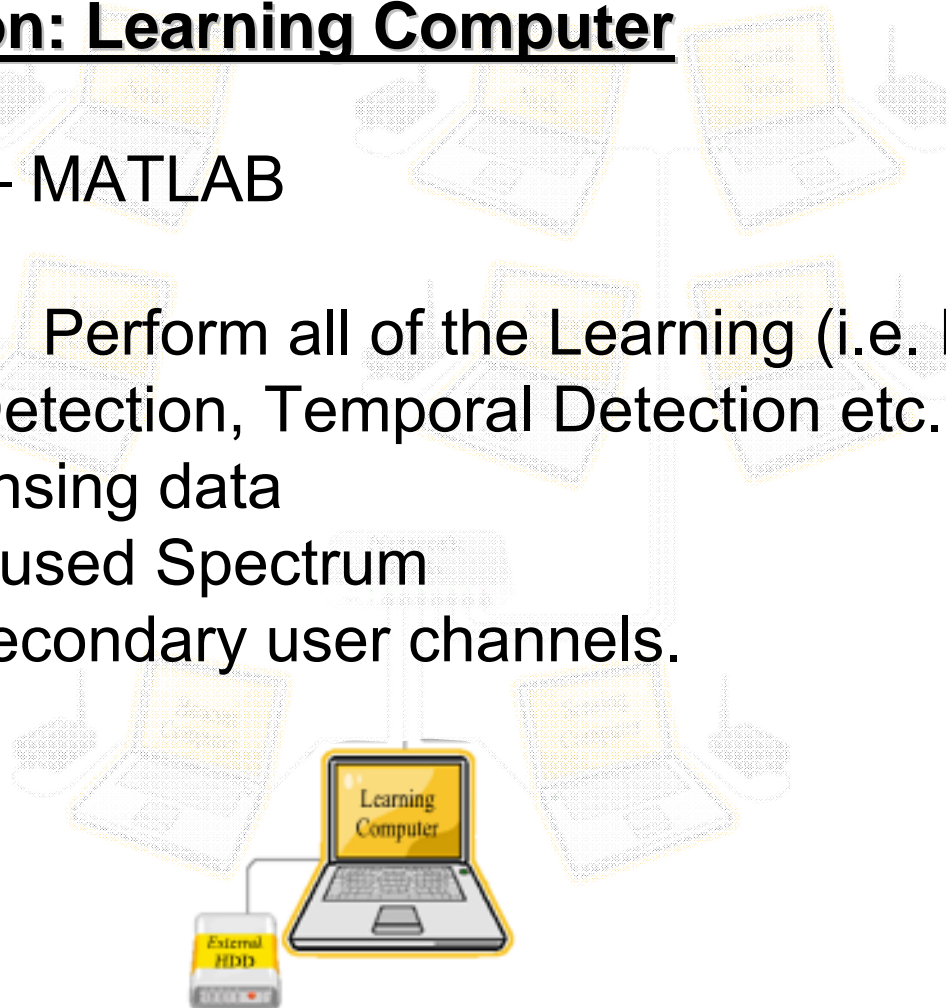 on: Learning Computer
– MATLAB
Perform all of the Learning (i.e.
Detection, Temporal Detection etc.
nsing data
used Spectrum
econdary user channels.
Learning
Computer
External
HDD